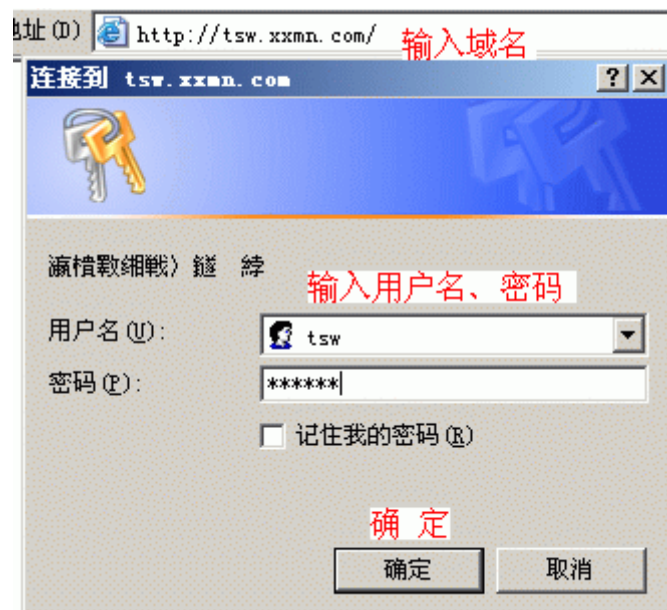 址(D) http://tsw.xxmn.com/ 输入域名
连接到 tsw.xxmn.com
输入用户名、密码
用户名(U):
tsw
密码(P):
******
记住我的密码(R)
确 定
确定 取消